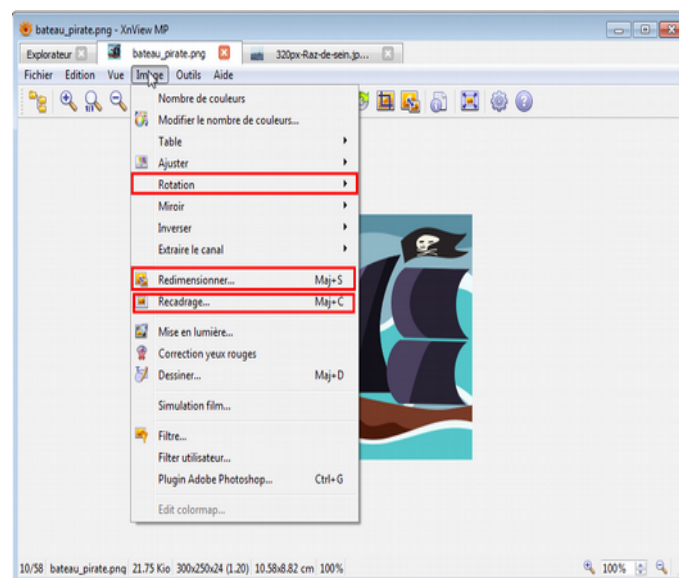 bateau_pirate.png - XnView MP
Explorateur bateau_pirate.png 320px-Raz-de-sein.jp...
Fichier Edition Vue Image Outils Aide
Nombre de couleurs
Modifier le nombre de couleurs...
Table
Ajuster
Rotation
Miroir
Inverser
Extraire le canal
Redimensionner... Maj+S
Recadrage... Maj+C
Mise en lumière...
Correction yeux rouges
Dessiner... Maj+D
Simulation film...
Filtre...
Filter utilisateur...
Plugin Adobe Photoshop... Ctrl+G
Edit colormap...
10/58 bateau_pirate.png 21.75 Kio 300x250x24 (1.20) 10.58x8.82 cm 100% 100%